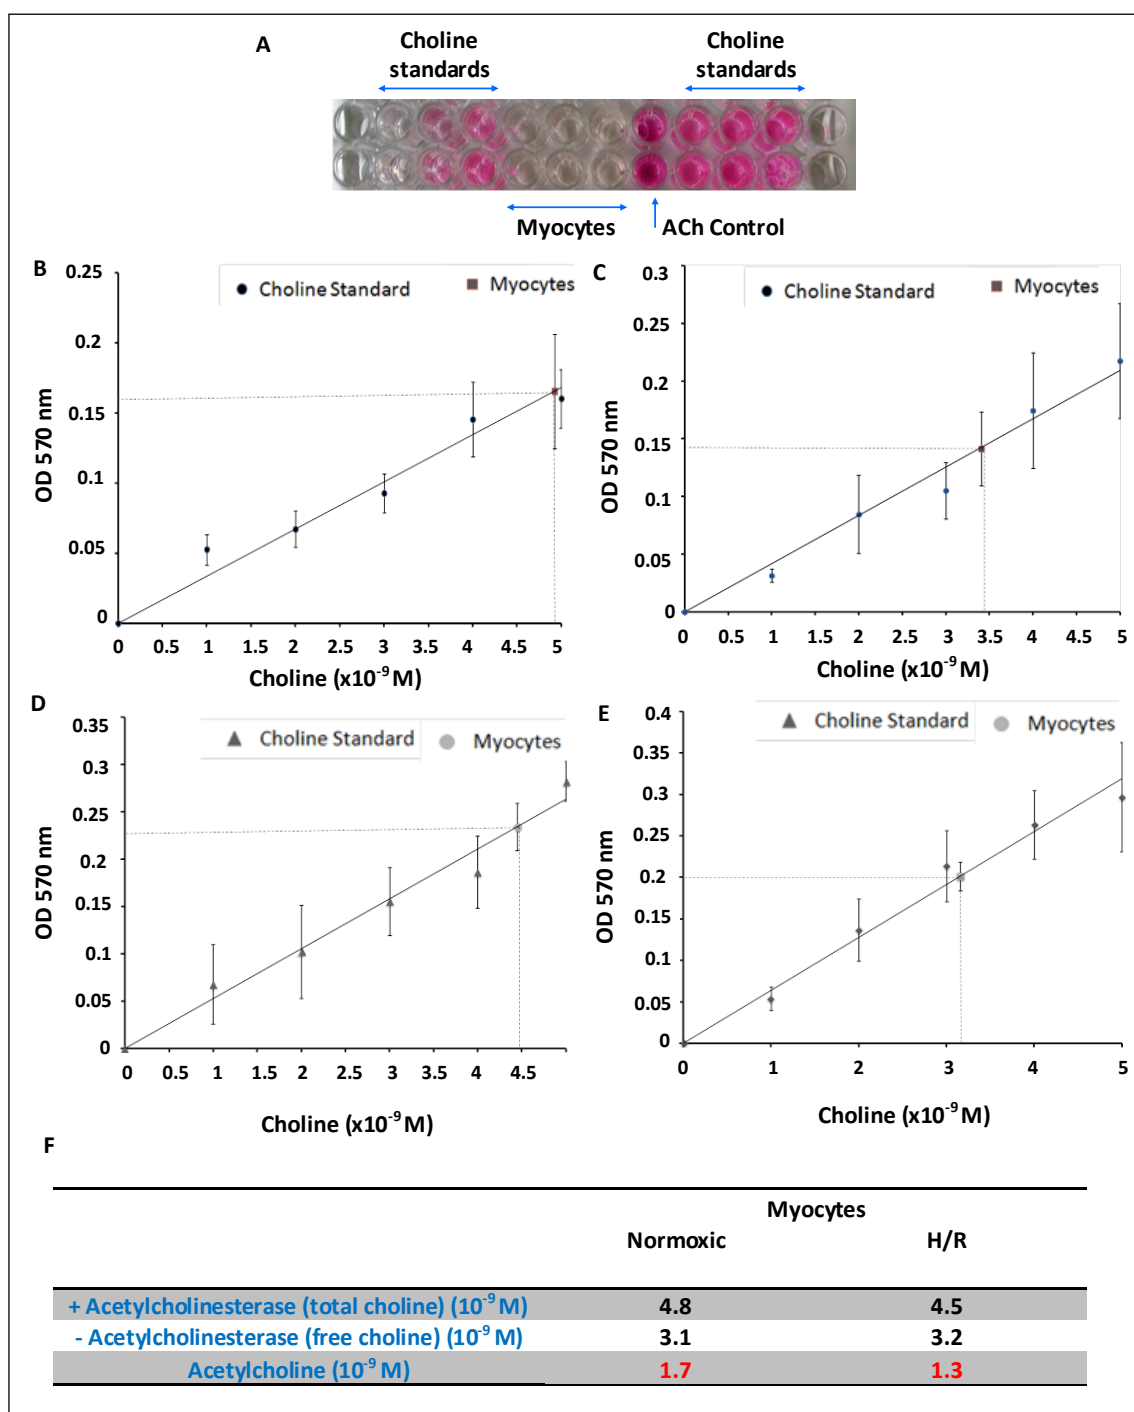 A
Choline standards
Choline standards
Myocytes
ACh Control
B
Choline Standard
Myocytes
0.25
0.2
0.15
0.1
0.05
0
OD 570 nm
0 0.5 1 1.5 2 2.5 3 3.5 4 4.5 5
Choline (x10⁻⁹ M)
C
Choline Standard
Myocytes
0.3
0.25
0.2
0.15
0.1
0.05
0
OD 570 nm
0 0.5 1 1.5 2 2.5 3 3.5 4 4.5 5
Choline (x10⁻⁹ M)
D
Choline Standard
Myocytes
0.35
0.3
0.25
0.2
0.15
0.1
0.05
0
OD 570 nm
0 0.5 1 1.5 2 2.5 3 3.5 4 4.5
Choline (x10⁻⁹ M)
E
Choline Standard
Myocytes
0.4
0.35
0.3
0.25
0.2
0.15
0.1
0.05
0
OD 570 nm
0 1 2 3 4 5
Choline (x10⁻⁹ M)
F
Myocytes
Normoxic H/R
+ Acetylcholinesterase (total choline) (10⁻⁹ M) 4.8 4.5
- Acetylcholinesterase (free choline) (10⁻⁹ M) 3.1 3.2
Acetylcholine (10⁻⁹ M) 1.7 1.3